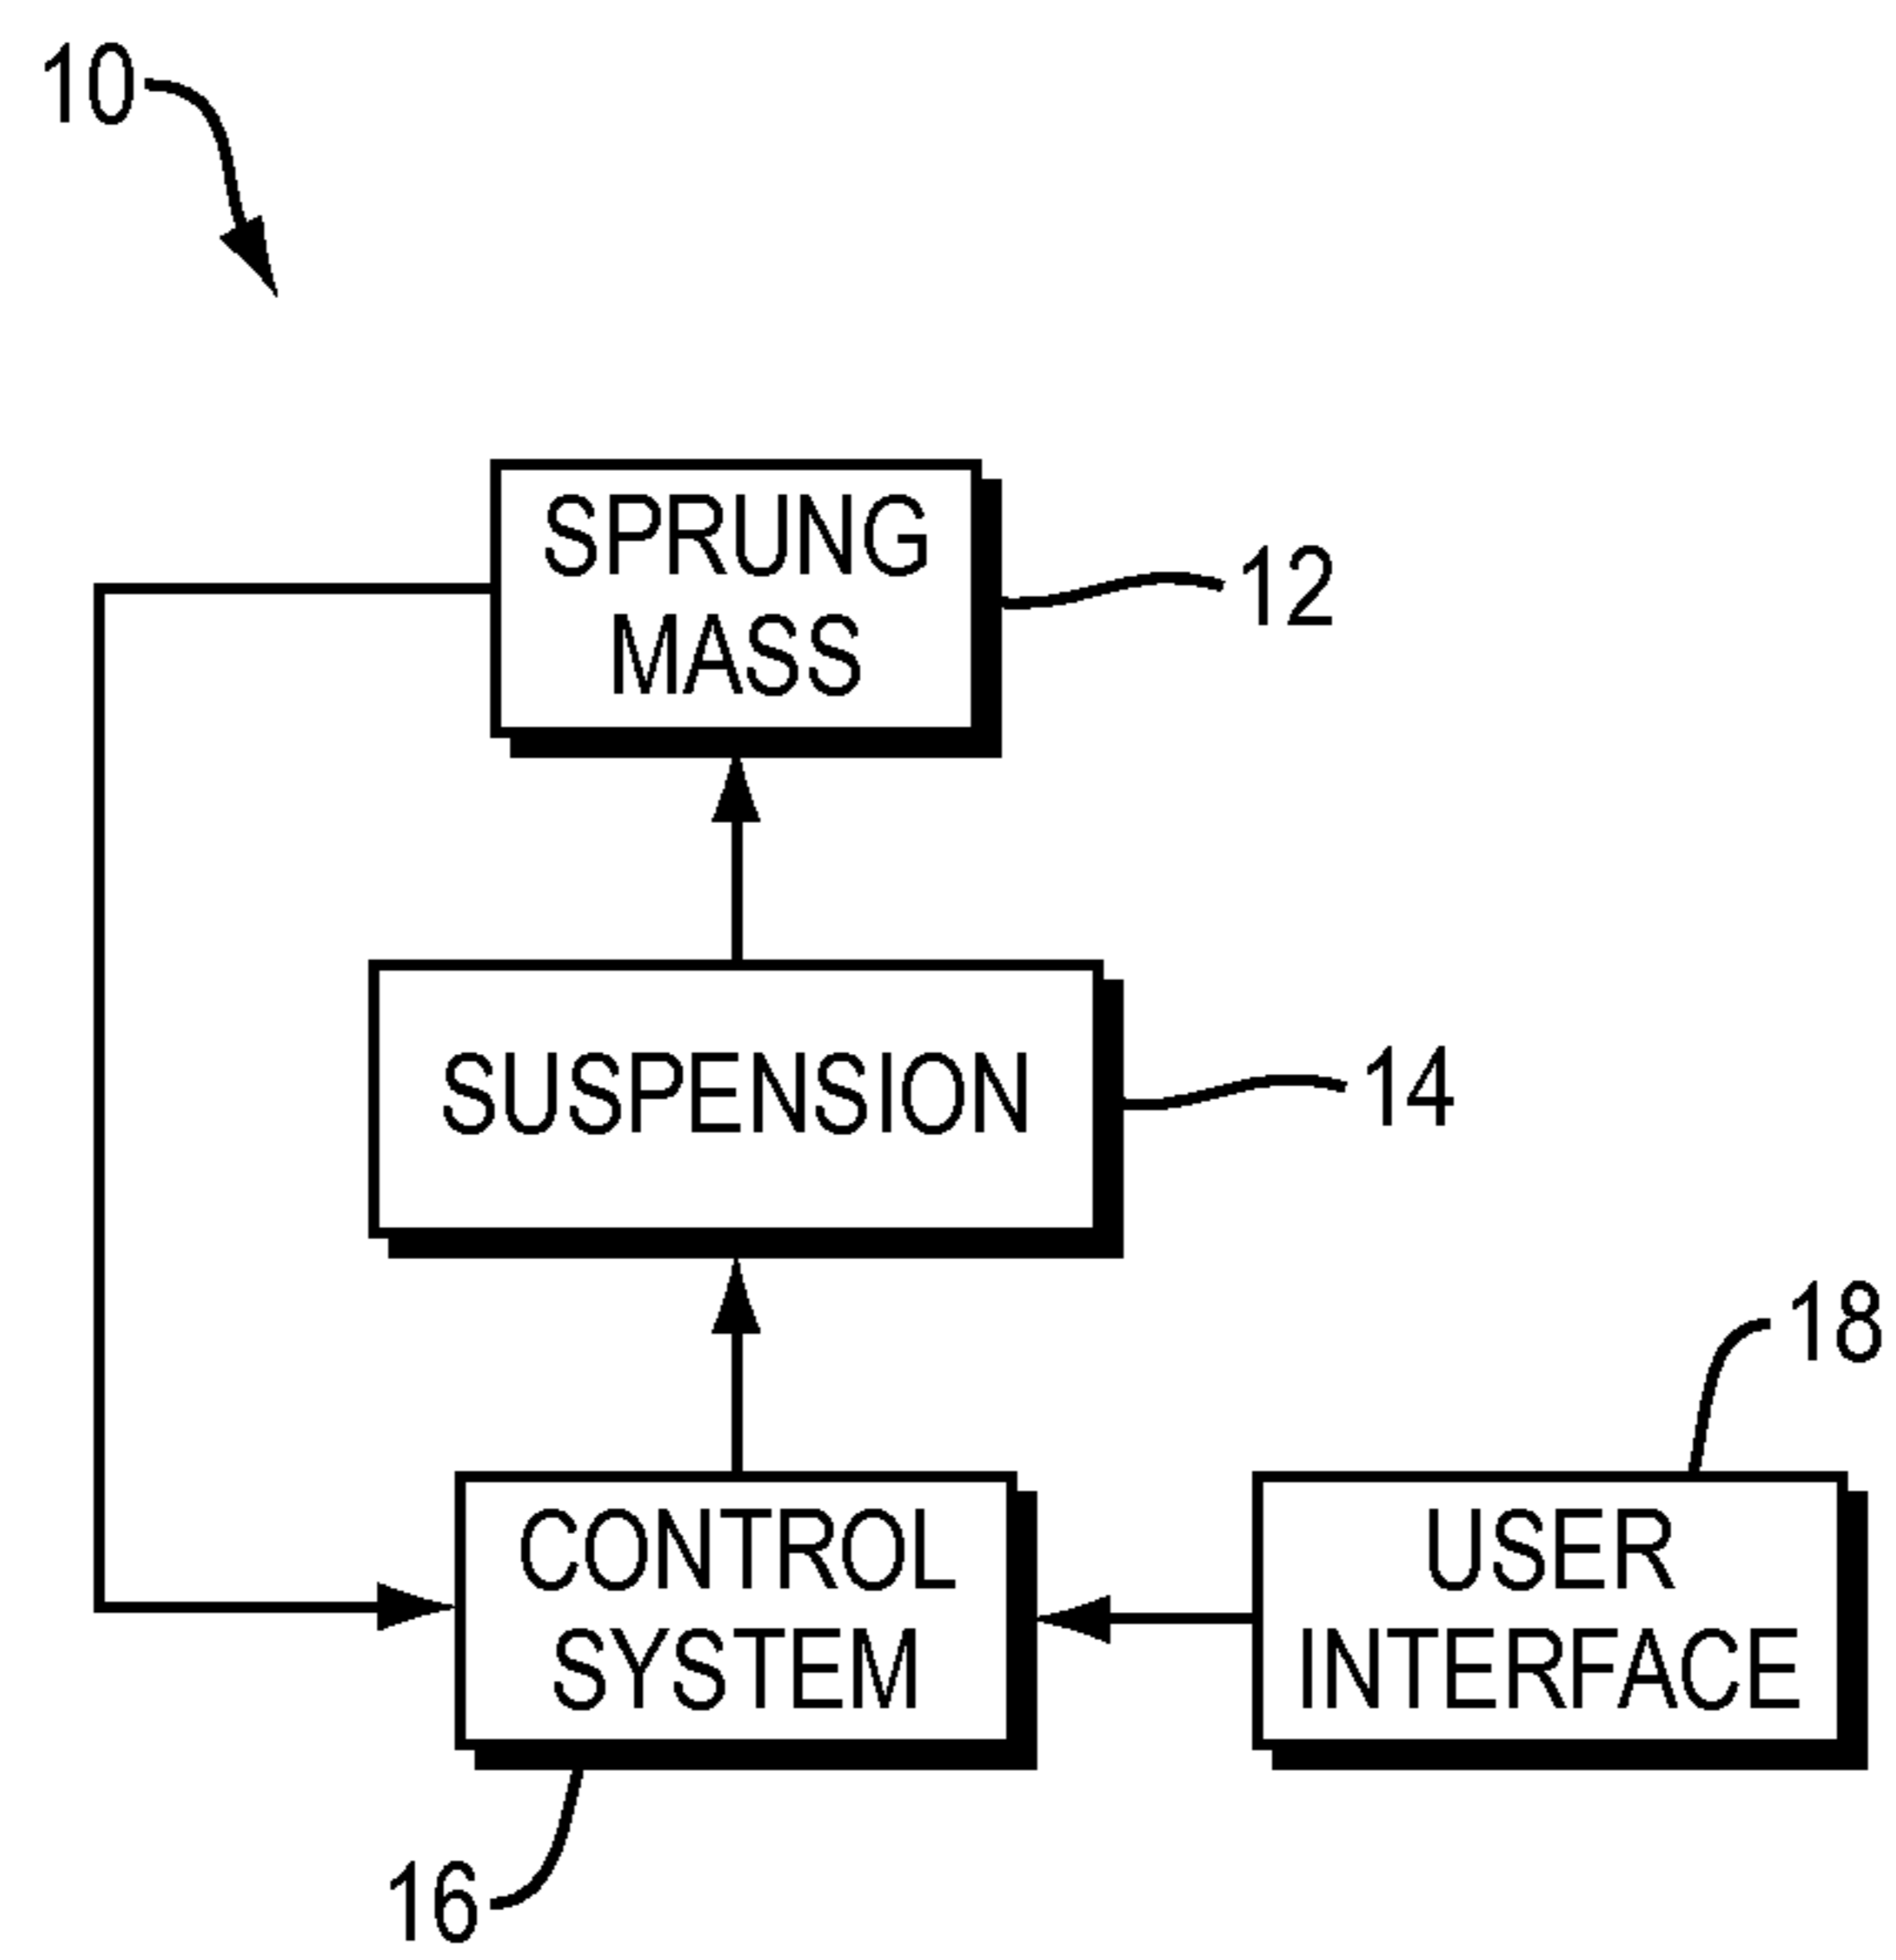 10
SPRUNG
MASS
12
SUSPENSION
14
18
CONTROL
SYSTEM
USER
INTERFACE
16